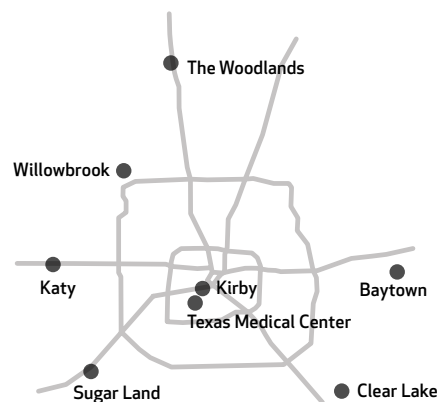 The Woodlands
Willowbrook
Katy
Kirby
Baytown
Texas Medical Center
Sugar Land
Clear Lake